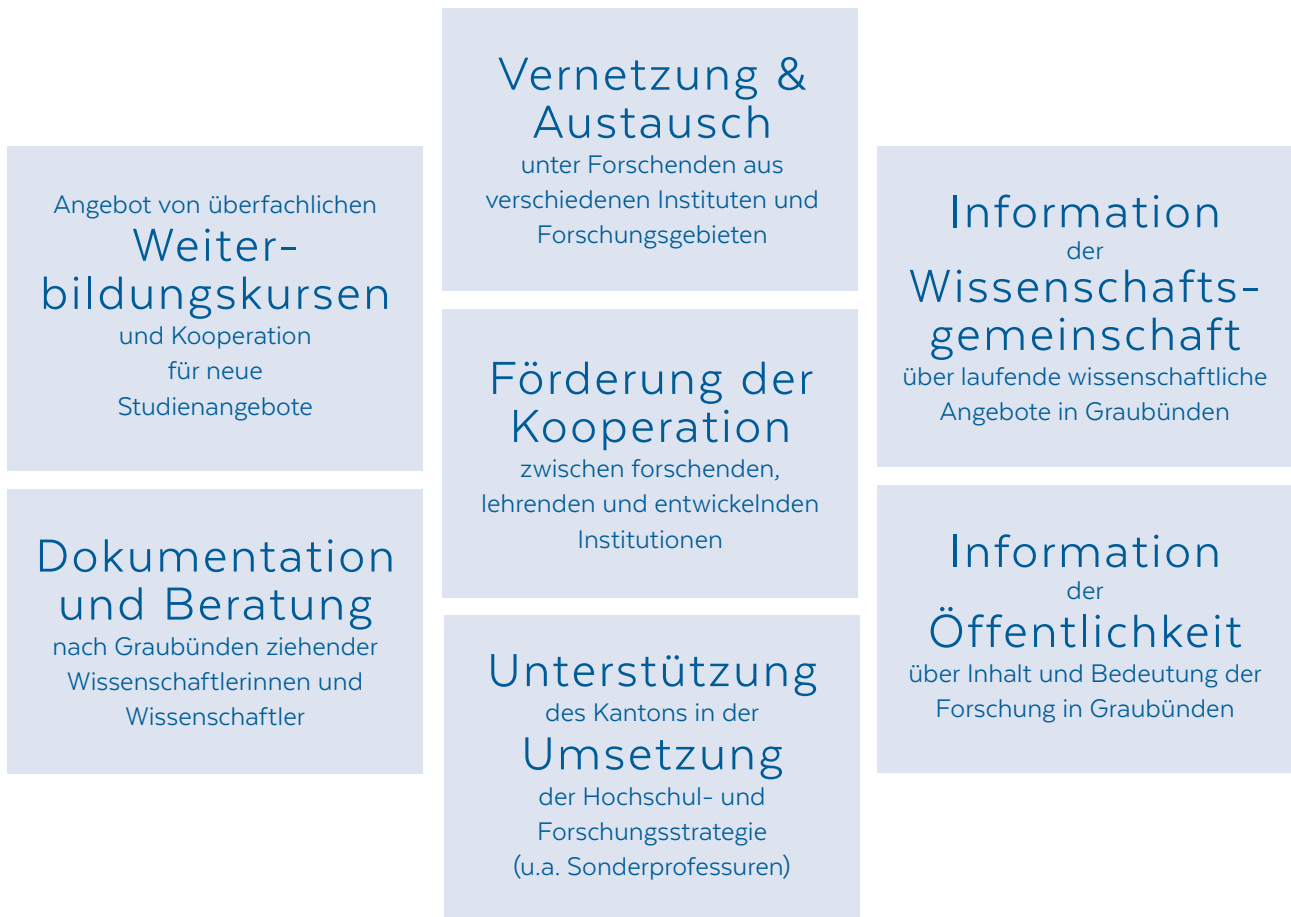 Angebot von überfachlichen
Weiter-
bildungskursen
und Kooperation
für neue
Studienangebote
Dokumentation
und Beratung
nach Graubünden ziehender
Wissenschaftlerinnen und
Wissenschaftler
Vernetzung &
Austausch
unter Forschenden aus
verschiedenen Instituten und
Forschungsgebieten
Förderung der
Kooperation
zwischen forschenden,
lehrenden und entwickelnden
Institutionen
Unterstützung
des Kantons in der
Umsetzung
der Hochschul- und
Forschungsstrategie
(u.a. Sonderprofessuren)
Information
der
Wissenschafts-
gemeinschaft
über laufende wissenschaftliche
Angebote in Graubünden
Information
der
Öffentlichkeit
über Inhalt und Bedeutung der
Forschung in Graubünden